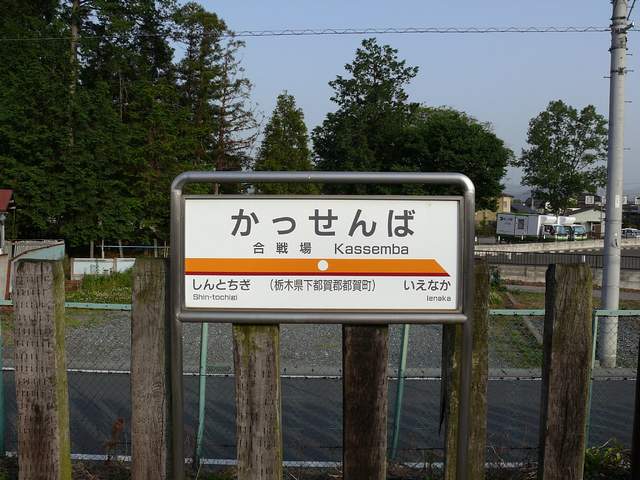 かっせんば
合戦場 Kassemba
しんとちぎ (栃木県下都賀郡都賀町) いえなか
Shin-tochigi Ienaka